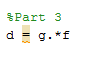 %Part 3
d = g.*f